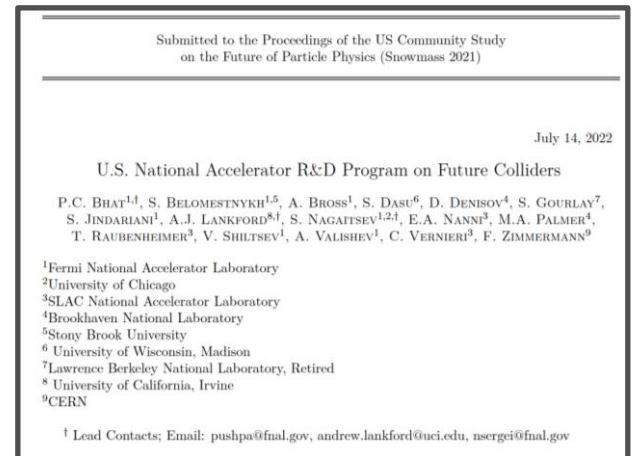 Submitted to the Proceedings of the US Community Study
on the Future of Particle Physics (Snowmass 2021)
July 14, 2022
U.S. National Accelerator R&D Program on Future Colliders
P.C. Bhat¹,†, S. Belomestnykh¹,⁵, A. Bross¹, S. Dasu⁶, D. Denisov⁴, S. Gourlay⁷,
S. Jindariani¹, A.J. Lankford⁸,†, S. Nagaitsev¹,²,†, E.A. Nanni³, M.A. Palmer⁴,
T. Raubenheimer³, V. Shiltsev¹, A. Valishev¹, C. Vernieri³, F. Zimmermann⁹
¹Fermi National Accelerator Laboratory
²University of Chicago
³SLAC National Accelerator Laboratory
⁴Brookhaven National Laboratory
⁵Stony Brook University
⁶ University of Wisconsin, Madison
⁷Lawrence Berkeley National Laboratory, Retired
⁸ University of California, Irvine
⁹CERN
† Lead Contacts; Email: pushpa@fnal.gov, andrew.lankford@uci.edu, nsergei@fnal.gov